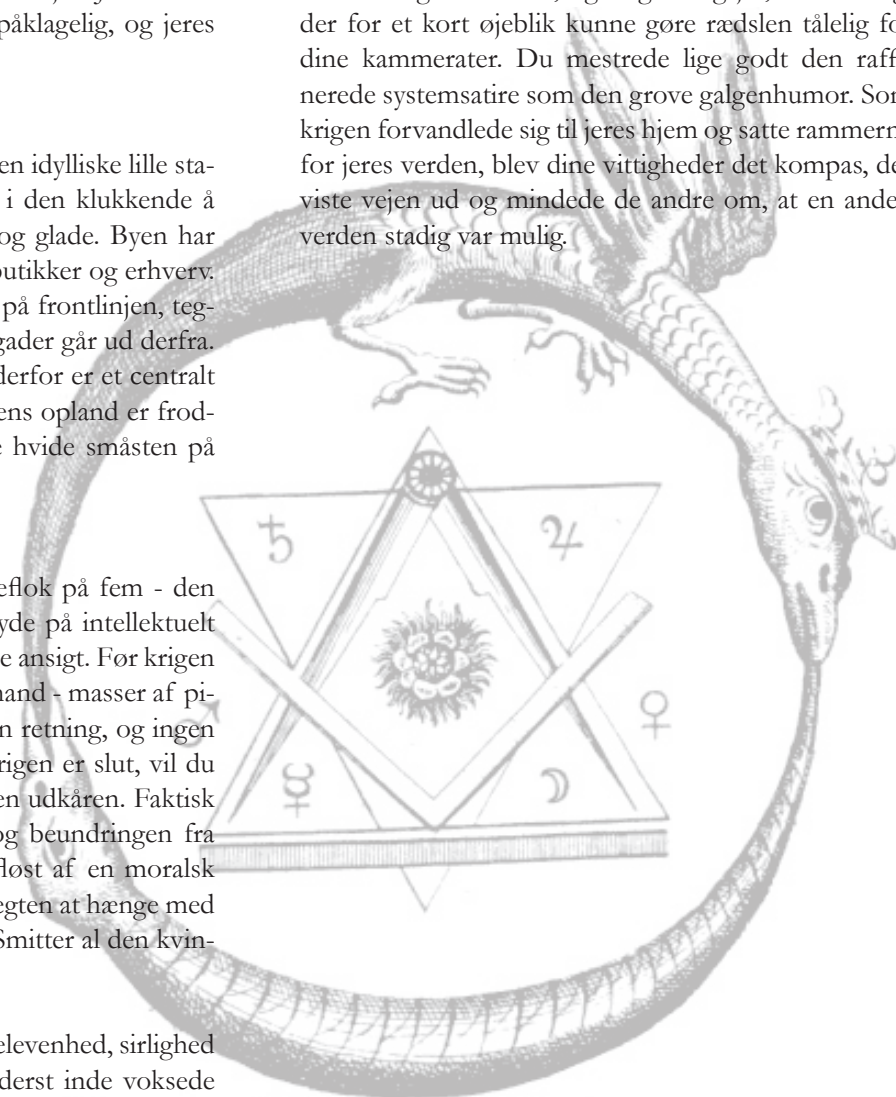 påklagelig, og jeres
en idylliske lille sta-
i den klukkende å
og glade. Byen har
butikker og erhverv.
på frontlinjen, teg-
gader går ud derfra.
derfor er et centralt
ens opland er frod-
hvide småsten på
eflok på fem - den
yde på intellektuelt
e ansigt. Før krigen
mand - masser af pi-
n retning, og ingen
rigen er slut, vil du
en udkåren. Faktisk
og beundringen fra
fløst af en moralsk
egten at hænge med
Smitter al den kvin-
elevenhed, sirlighed
derst inde voksede
der for et kort øjeblik kunne gøre rædslen tålelig fo
dine kammerater. Du mestrede lige godt den raff
nerede systemsatire som den grove galgenhumor. Som
krigen forvandlede sig til jeres hjem og satte rammern
for jeres verden, blev dine vittigheder det kompas, de
viste vejen ud og mindede de andre om, at en ande
verden stadig var mulig.